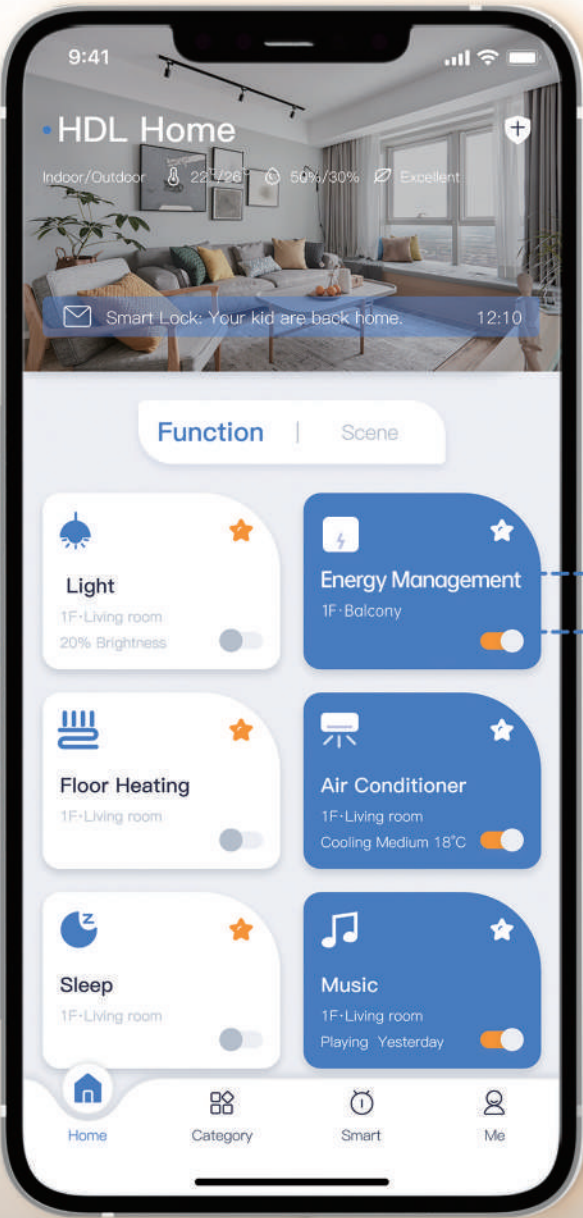 9:41
HDL Home
Indoor/Outdoor 22°/26° 50%/30% Excellent
Smart Lock: Your kid are back home. 12:10
Function | Scene
Light
1F·Living room
20% Brightness
Energy Management
1F·Balcony
Floor Heating
1F·Living room
Air Conditioner
1F·Living room
Cooling Medium 18°C
z
Sleep
1F·Living room
Music
1F·Living room
Playing Yesterday
Home Category Smart Me